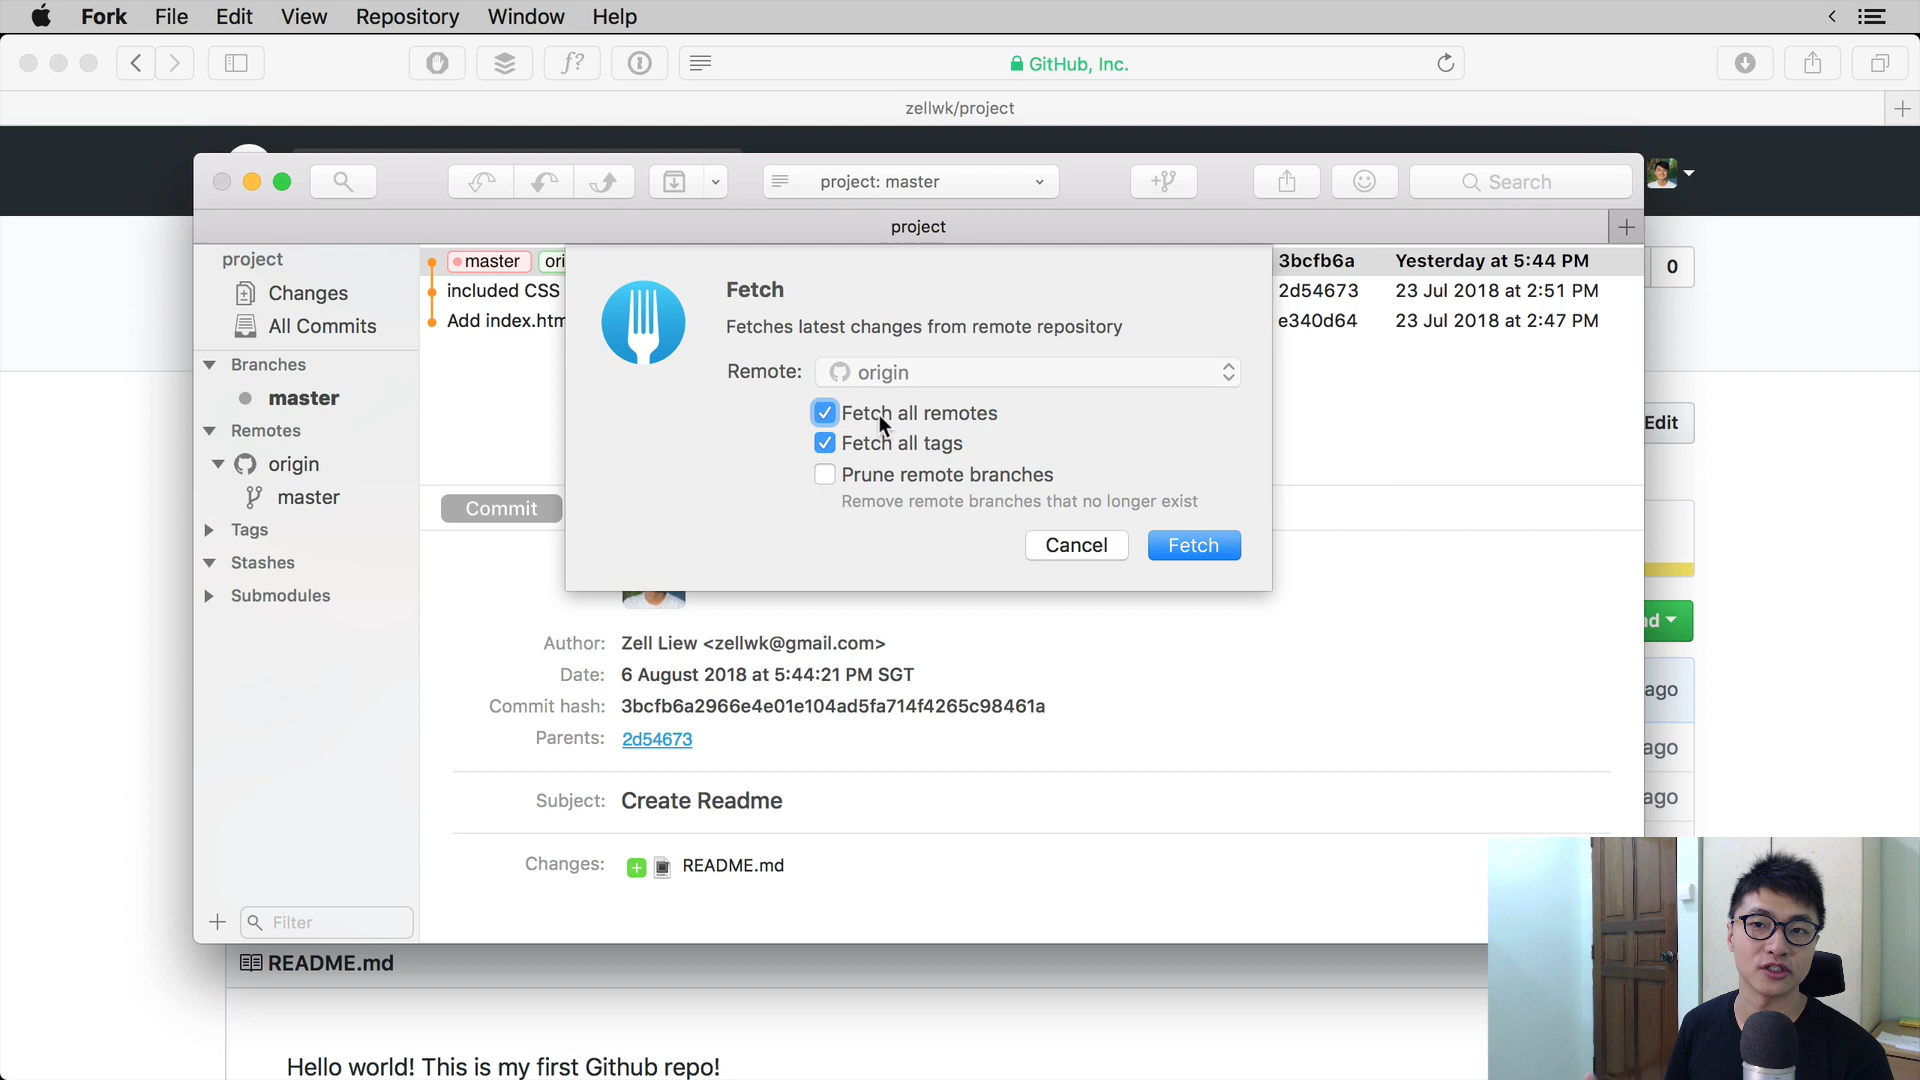 Fork File Edit View Repository Window Help
f?
GitHub, Inc.
zellwk/project
project: master
Search
project
project
Changes
All Commits
Branches
master
Remotes
origin
master
Tags
Stashes
Submodules
Filter
master ori
3bcfb6a Yesterday at 5:44 PM
included CSS
2d54673 23 Jul 2018 at 2:51 PM
Add index.htm
e340d64 23 Jul 2018 at 2:47 PM
Commit
Fetch
Fetches latest changes from remote repository
Remote: origin
Fetch all remotes
Fetch all tags
Prune remote branches
Remove remote branches that no longer exist
Cancel Fetch
Author: Zell Liew <zellwk@gmail.com>
Date: 6 August 2018 at 5:44:21 PM SGT
Commit hash: 3bcfb6a2966e4e01e104ad5fa714f4265c98461a
Parents: 2d54673
Subject: Create Readme
Changes: README.md
0
Edit
ad
ago
ago
ago
README.md
Hello world! This is my first Github repo!